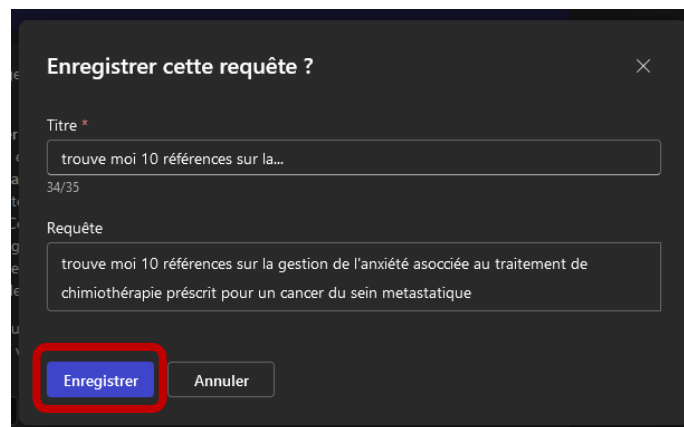 Enregistrer cette requête ?
Titre *
trouve moi 10 références sur la...
34/35
Requête
trouve moi 10 références sur la gestion de l'anxiété asocciée au traitement de
chimiothérapie préscrit pour un cancer du sein metastatique
Enregistrer
Annuler